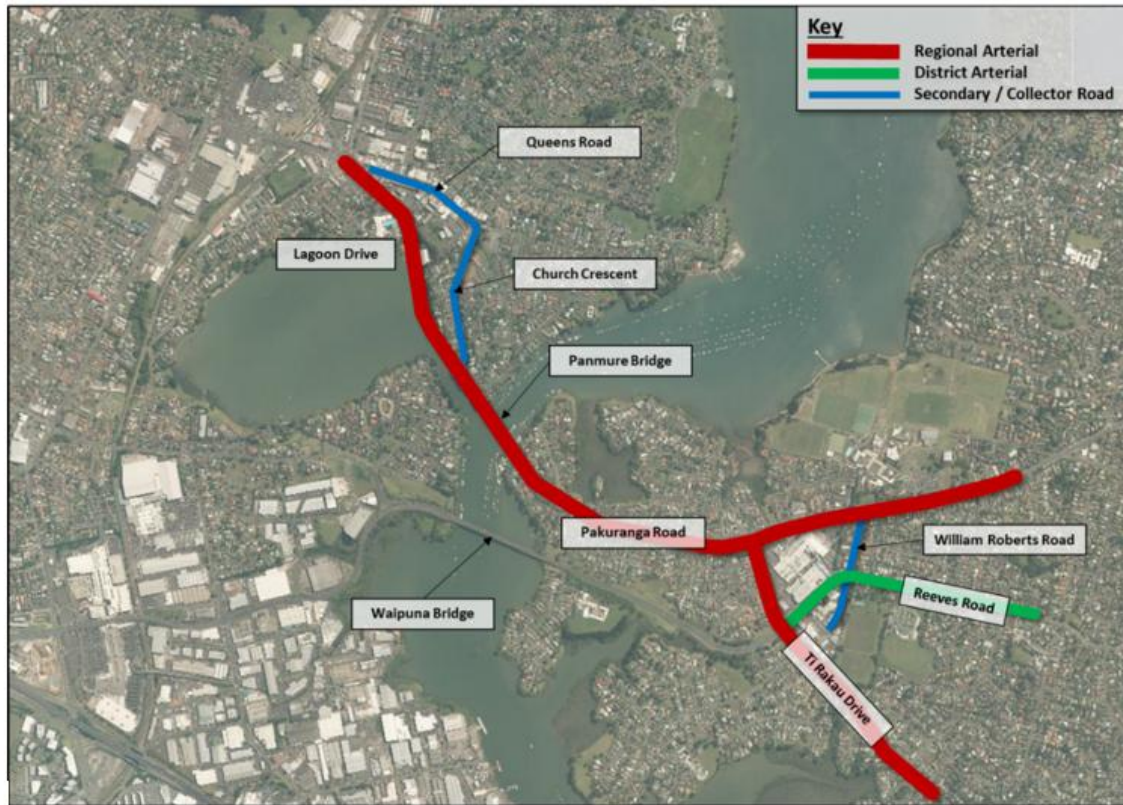 Key
Regional Arterial
District Arterial
Secondary / Collector Road
Queens Road
Lagoon Drive
Church Crescent
Panmure Bridge
Pakuranga Road
William Roberts Road
Reeves Road
Waipuna Bridge
Ti Rakau Drive